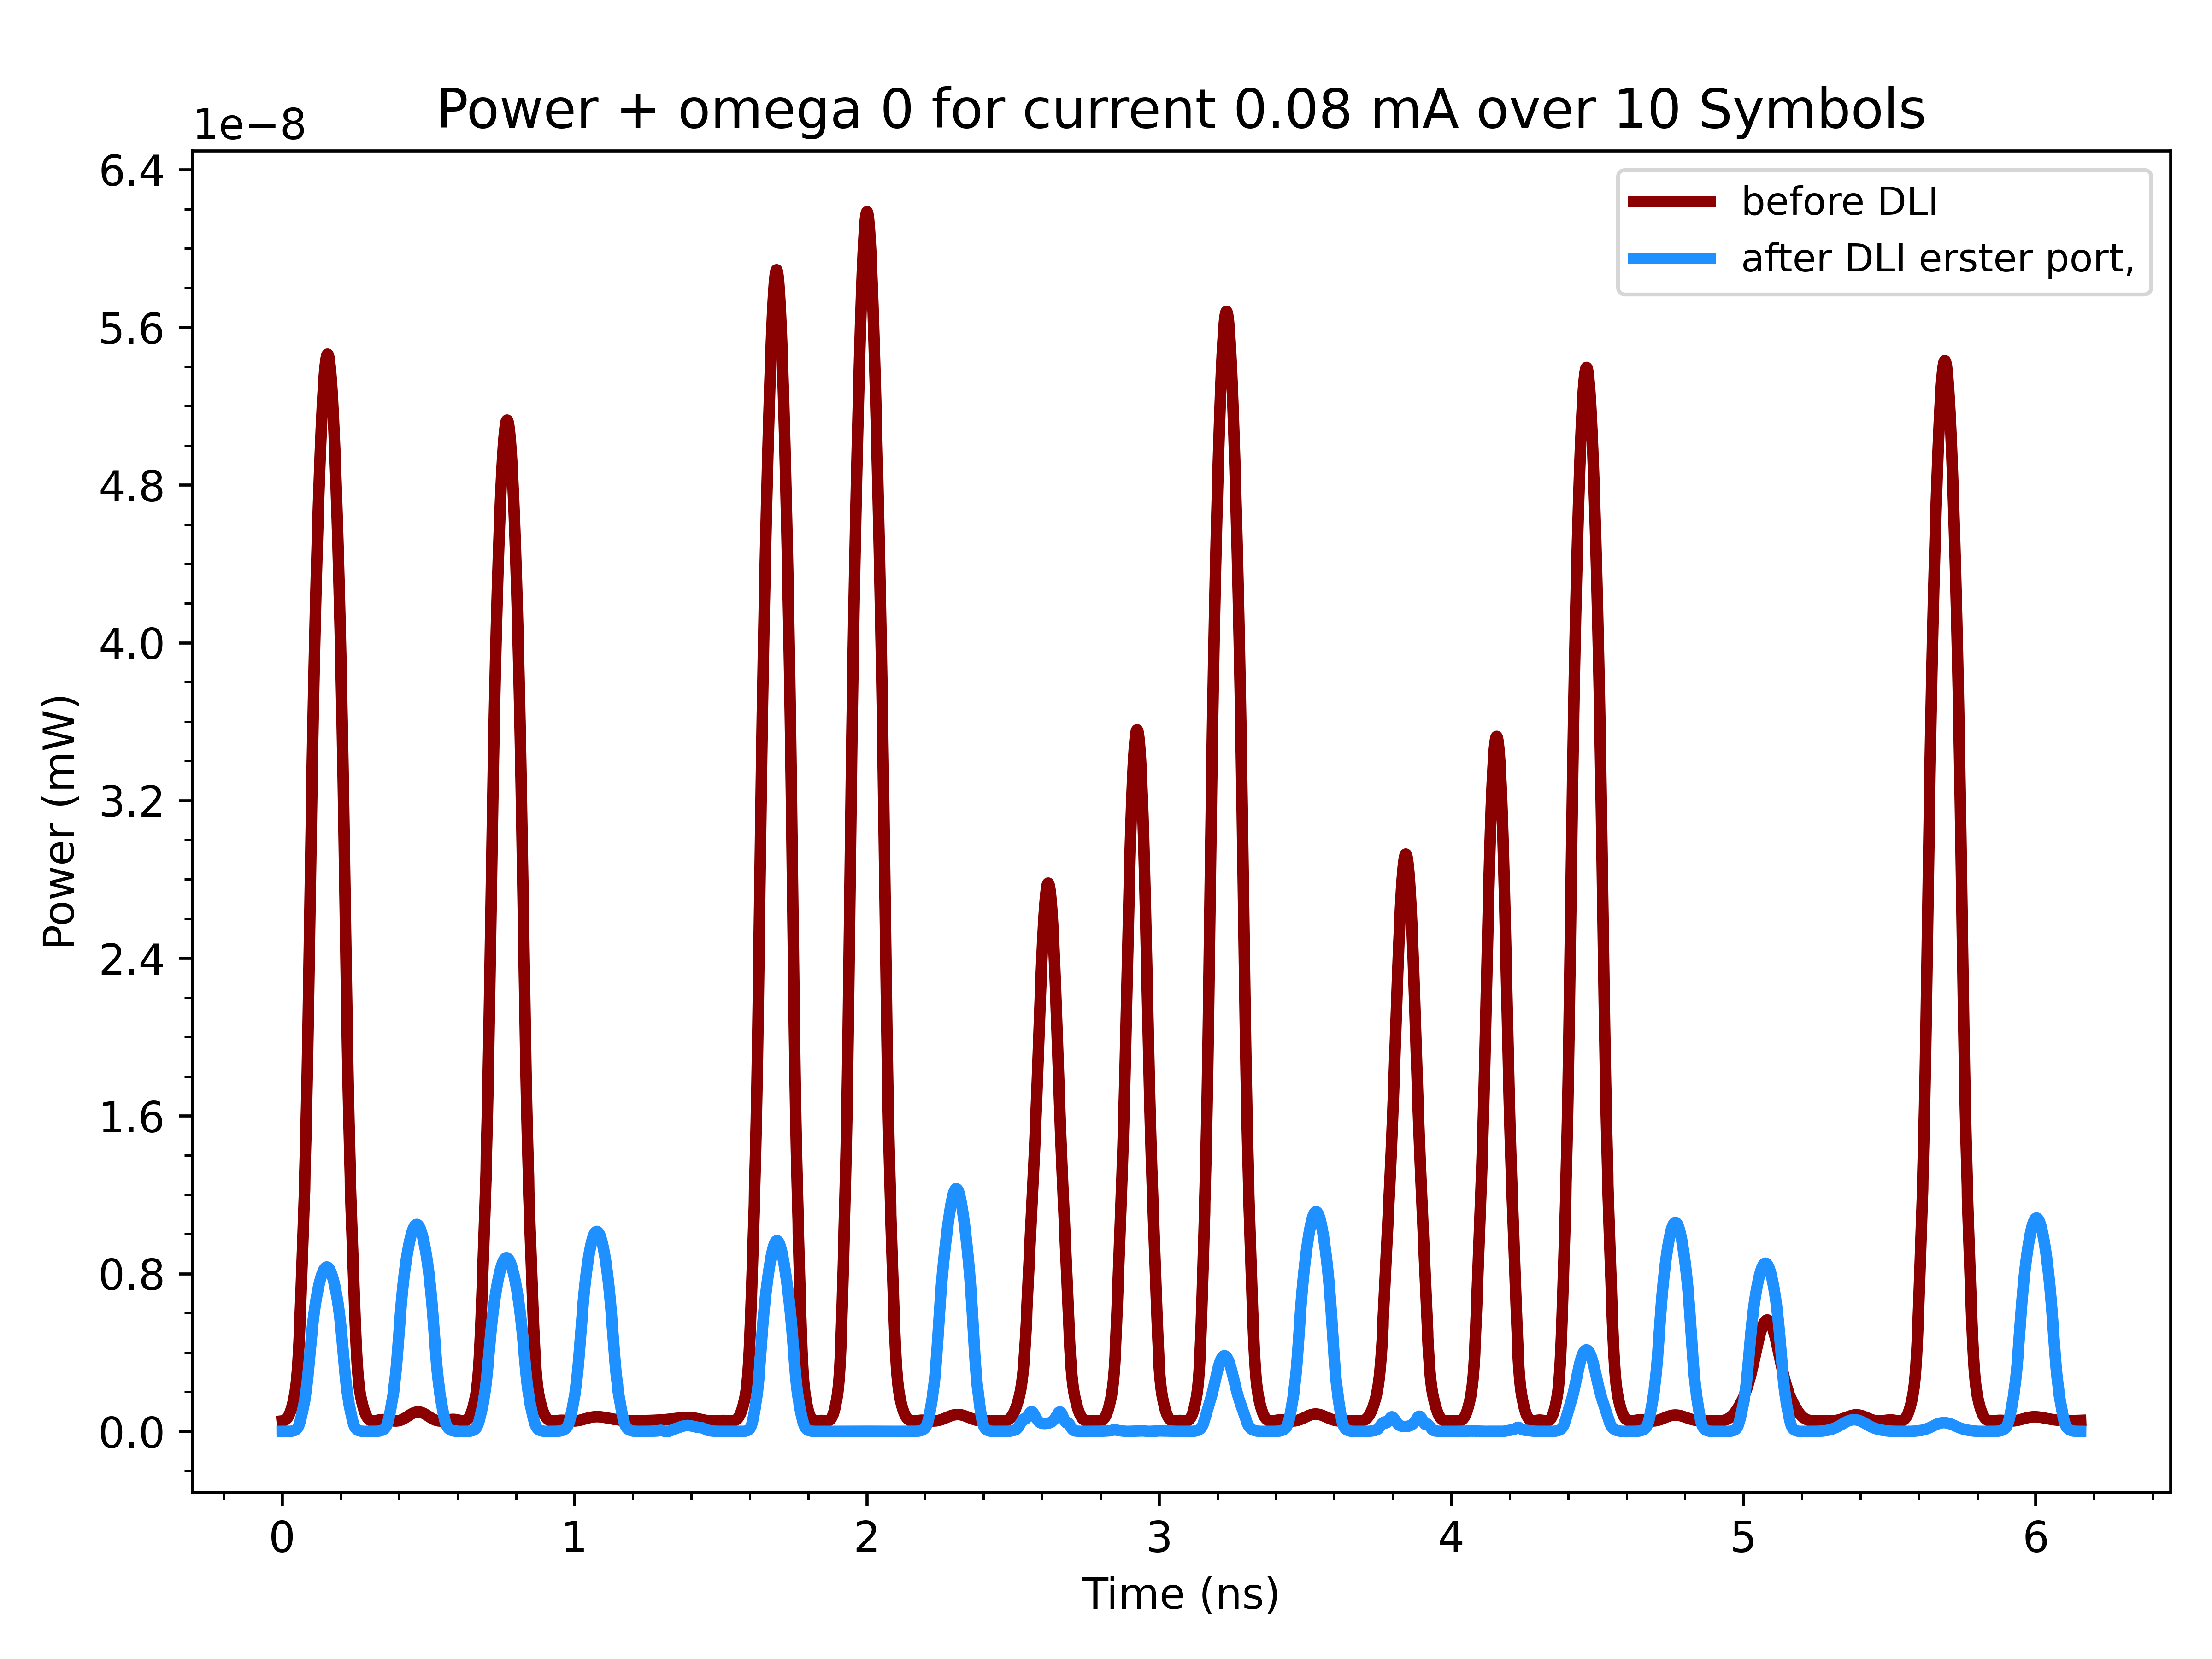 Power + omega 0 for current 0.08 mA over 10 Symbols
1e−8
6.4
5.6
4.8
4.0
3.2
2.4
1.6
0.8
0.0
Power (mW)
before DLI
after DLI erster port,
0 1 2 3 4 5 6
Time (ns)